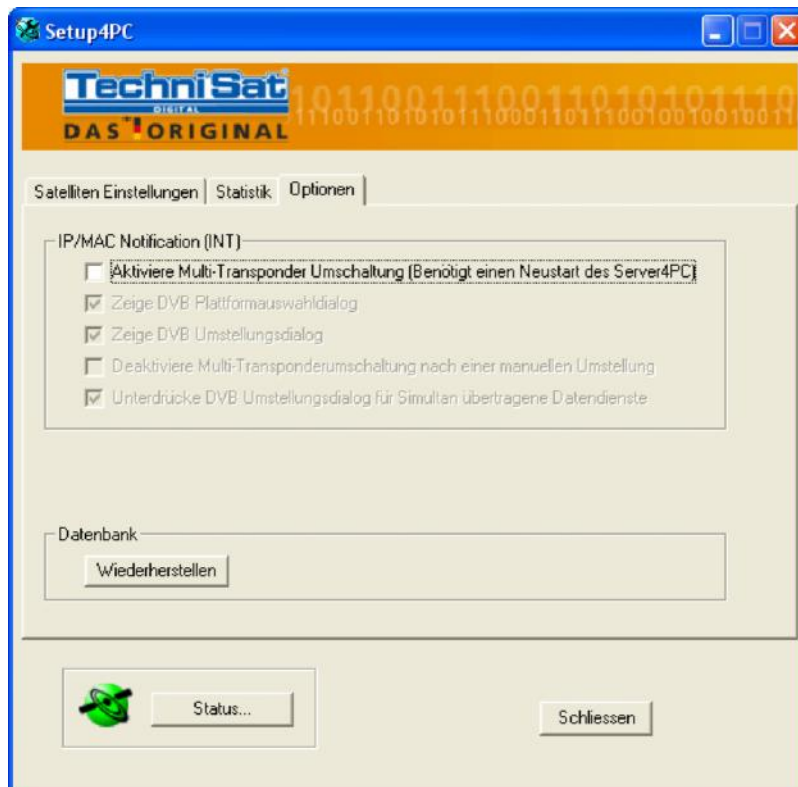 Setup4PC
TechniSat
DIGITAL
DAS ORIGINAL
Satelliten Einstellungen
Statistik
Optionen
IP/MAC Notification (INT)
Aktiviere Multi-Transponder Umschaltung (Benötigt einen Neustart des Server4PC)
Zeige DVB Plattformauswahldialog
Zeige DVB Umstellungsdialog
Deaktiviere Multi-Transponderumschaltung nach einer manuellen Umstellung
Unterdrücke DVB Umstellungsdialog für Simultan übertragene Datendienste
Datenbank
Wiederherstellen
Status...
Schliessen